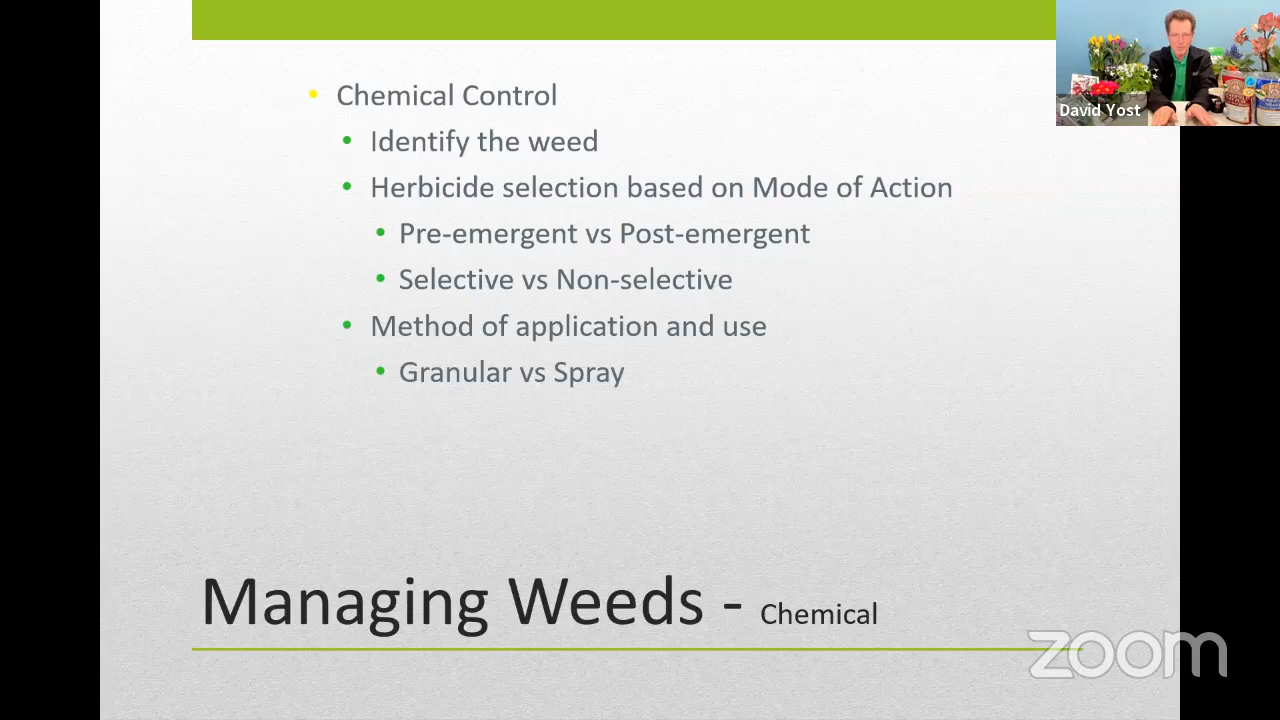 Chemical Control
Identify the weed
Herbicide selection based on Mode of Action
Pre-emergent vs Post-emergent
Selective vs Non-selective
Method of application and use
Granular vs Spray
Managing Weeds - Chemical
David Yost
zoom